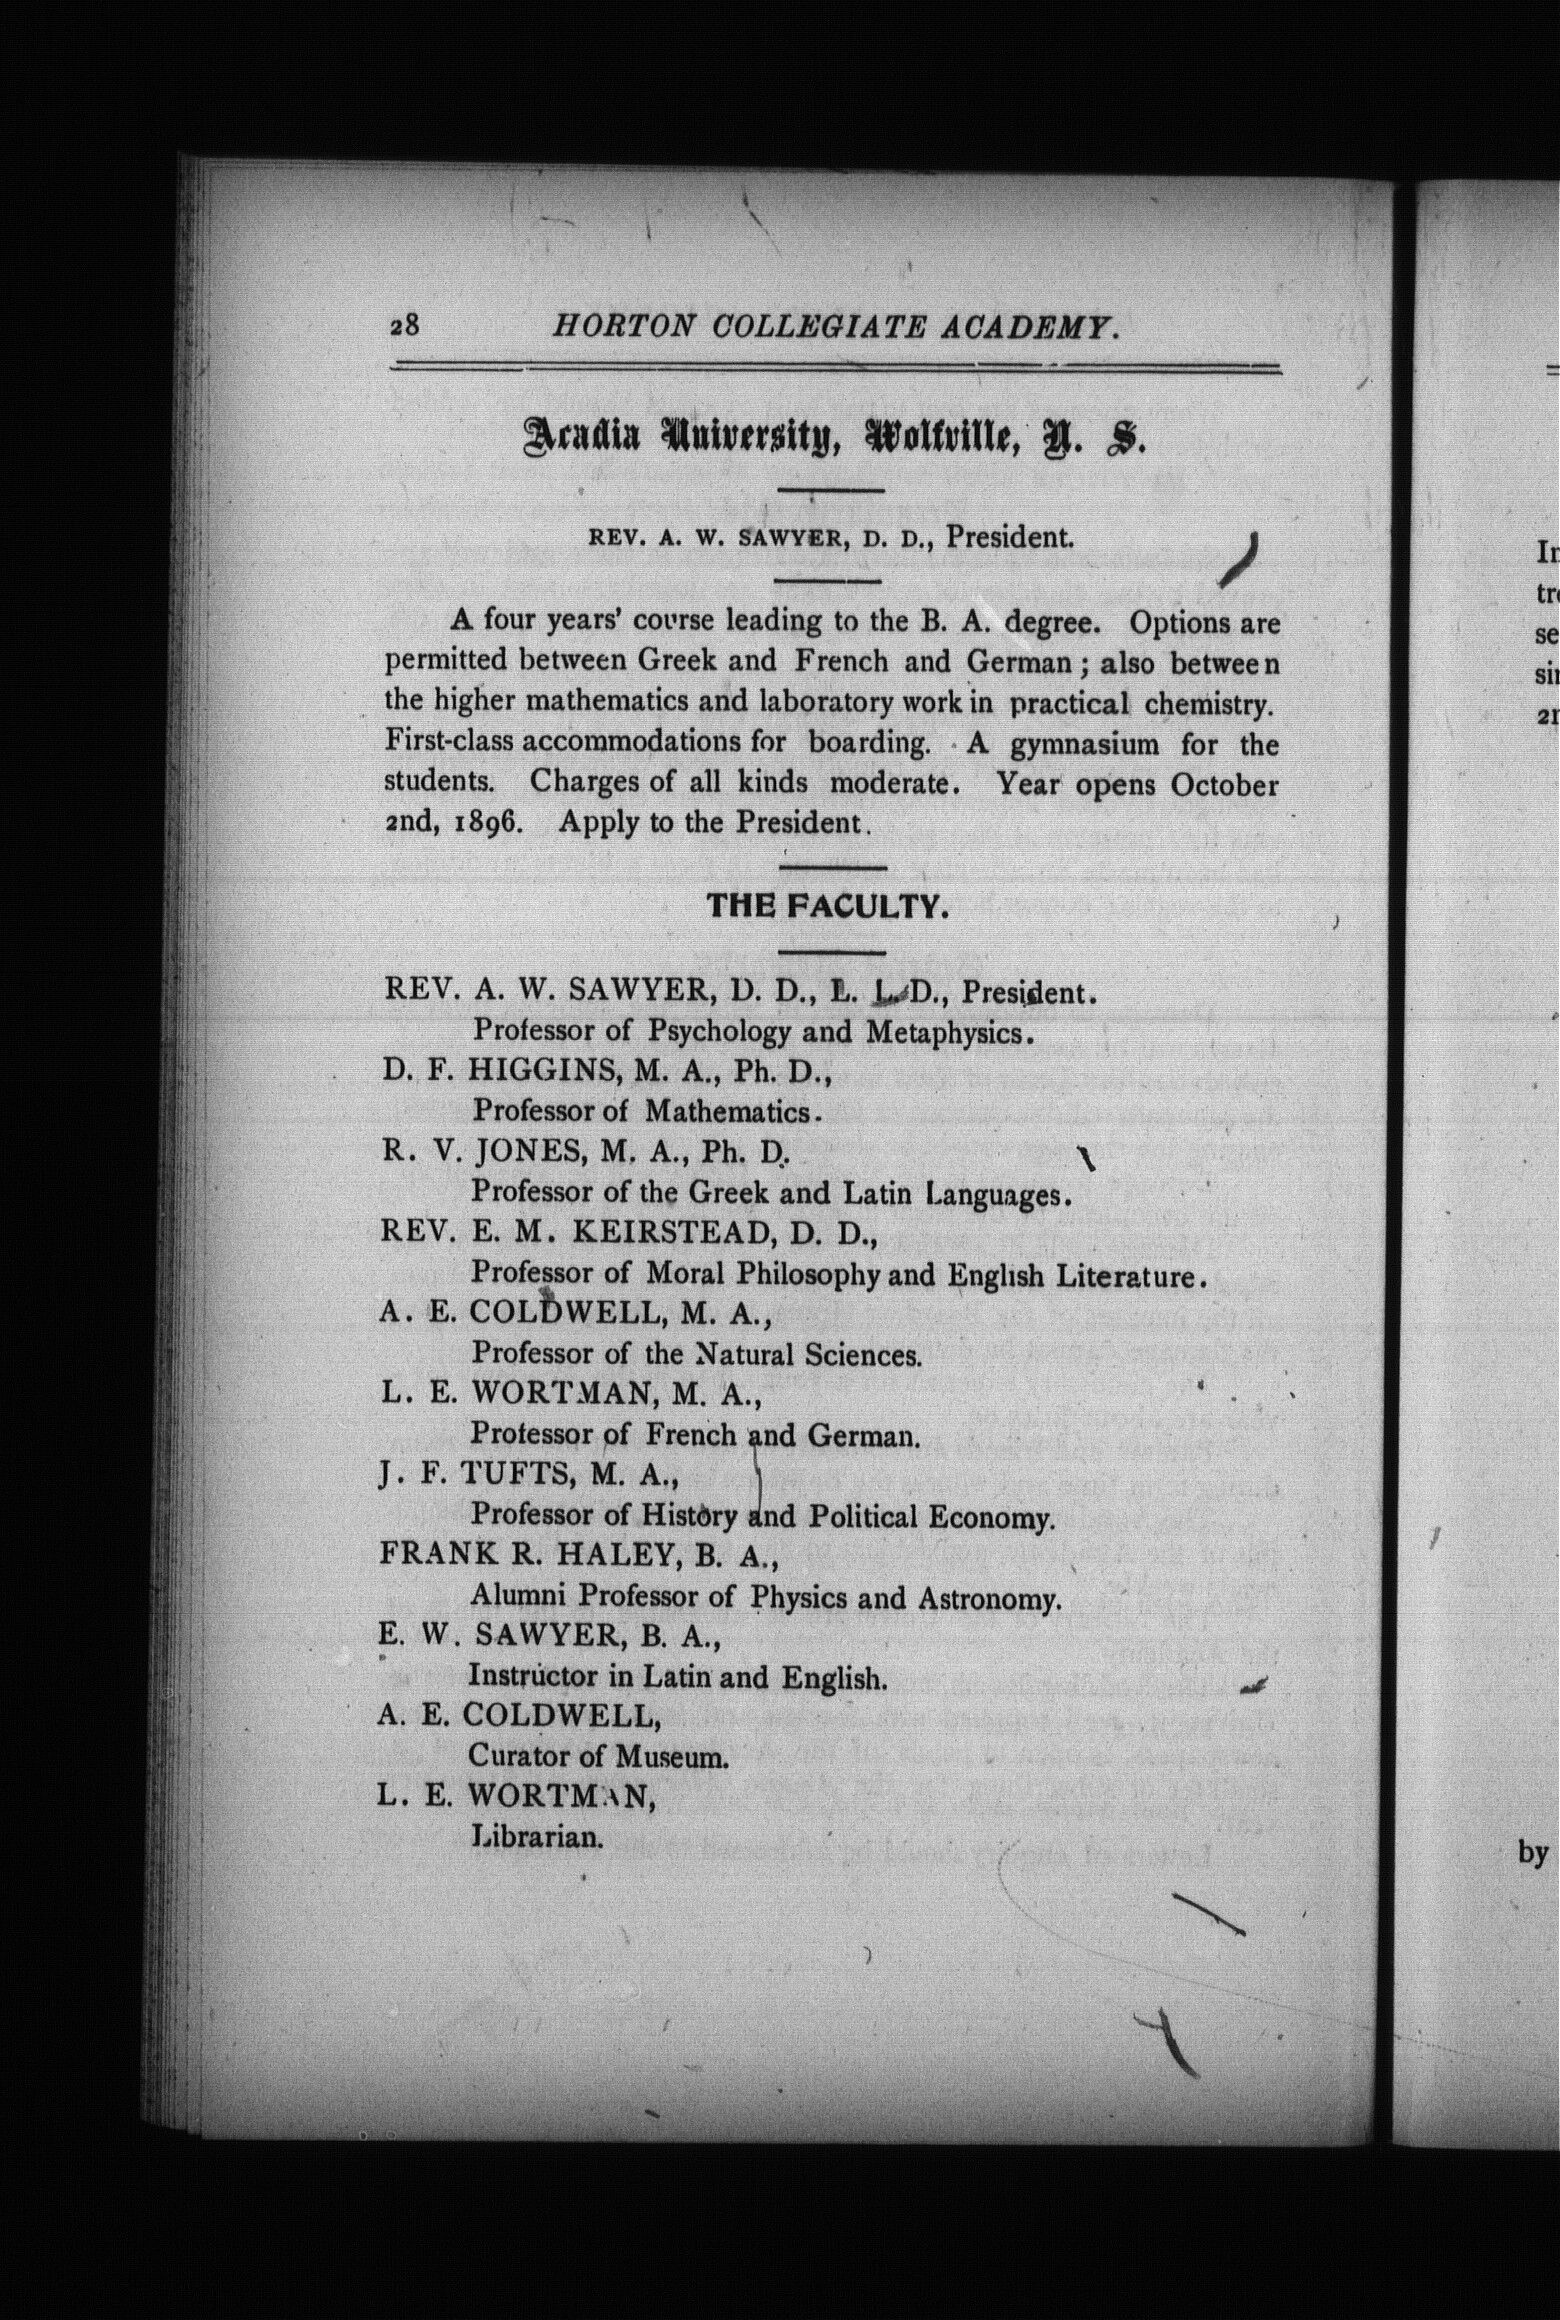 28 HORTON COLLEGIATE ACADEMY.
Acadia University, Wolfville, N. S.
REV. A. W. SAWYER, D. D., President.
A four years' course leading to the B. A. degree. Options are
permitted between Greek and French and German; also between
the higher mathematics and laboratory work in practical chemistry.
First-class accommodations for boarding. A gymnasium for the
students. Charges of all kinds moderate. Year opens October
2nd, 1896. Apply to the President.
THE FACULTY.
REV. A. W. SAWYER, D. D., L. L. D., President.
Professor of Psychology and Metaphysics.
D. F. HIGGINS, M. A., Ph. D.,
Professor of Mathematics.
R. V. JONES, M. A., Ph. D.
Professor of the Greek and Latin Languages.
REV. E. M. KEIRSTEAD, D. D.,
Professor of Moral Philosophy and English Literature.
A. E. COLDWELL, M. A.,
Professor of the Natural Sciences.
L. E. WORTMAN, M. A.,
Professor of French and German.
J. F. TUFTS, M. A.,
Professor of History and Political Economy.
FRANK R. HALEY, B. A.,
Alumni Professor of Physics and Astronomy.
E. W. SAWYER, B. A.,
Instructor in Latin and English.
A. E. COLDWELL,
Curator of Museum.
L. E. WORTMAN,
Librarian.
by